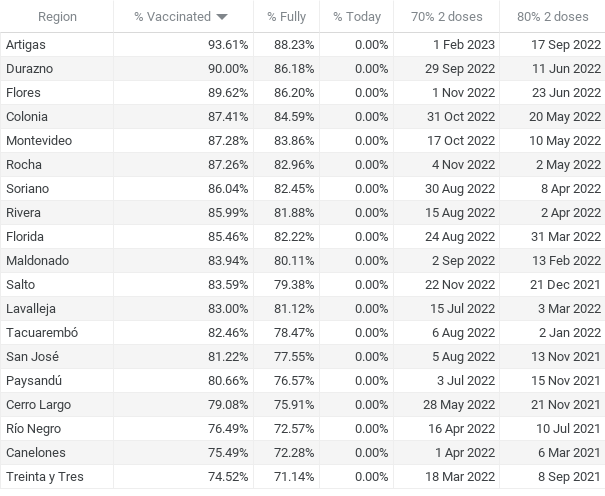 Region % Vaccinated % Fully % Today 70% 2 doses 80% 2 doses
Artigas 93.61% 88.23% 0.00% 1 Feb 2023 17 Sep 2022
Durazno 90.00% 86.18% 0.00% 29 Sep 2022 11 Jun 2022
Flores 89.62% 86.20% 0.00% 1 Nov 2022 23 Jun 2022
Colonia 87.41% 84.59% 0.00% 31 Oct 2022 20 May 2022
Montevideo 87.28% 83.86% 0.00% 17 Oct 2022 10 May 2022
Rocha 87.26% 82.96% 0.00% 4 Nov 2022 2 May 2022
Soriano 86.04% 82.45% 0.00% 30 Aug 2022 8 Apr 2022
Rivera 85.99% 81.88% 0.00% 15 Aug 2022 2 Apr 2022
Florida 85.46% 82.22% 0.00% 24 Aug 2022 31 Mar 2022
Maldonado 83.94% 80.11% 0.00% 2 Sep 2022 13 Feb 2022
Salto 83.59% 79.38% 0.00% 22 Nov 2022 21 Dec 2021
Lavalleja 83.00% 81.12% 0.00% 15 Jul 2022 3 Mar 2022
Tacuarembó 82.46% 78.47% 0.00% 6 Aug 2022 2 Jan 2022
San José 81.22% 77.55% 0.00% 5 Aug 2022 13 Nov 2021
Paysandú 80.66% 76.57% 0.00% 3 Jul 2022 15 Nov 2021
Cerro Largo 79.08% 75.91% 0.00% 28 May 2022 21 Nov 2021
Río Negro 76.49% 72.57% 0.00% 16 Apr 2022 10 Jul 2021
Canelones 75.49% 72.28% 0.00% 1 Apr 2022 6 Mar 2021
Treinta y Tres 74.52% 71.14% 0.00% 18 Mar 2022 8 Sep 2021